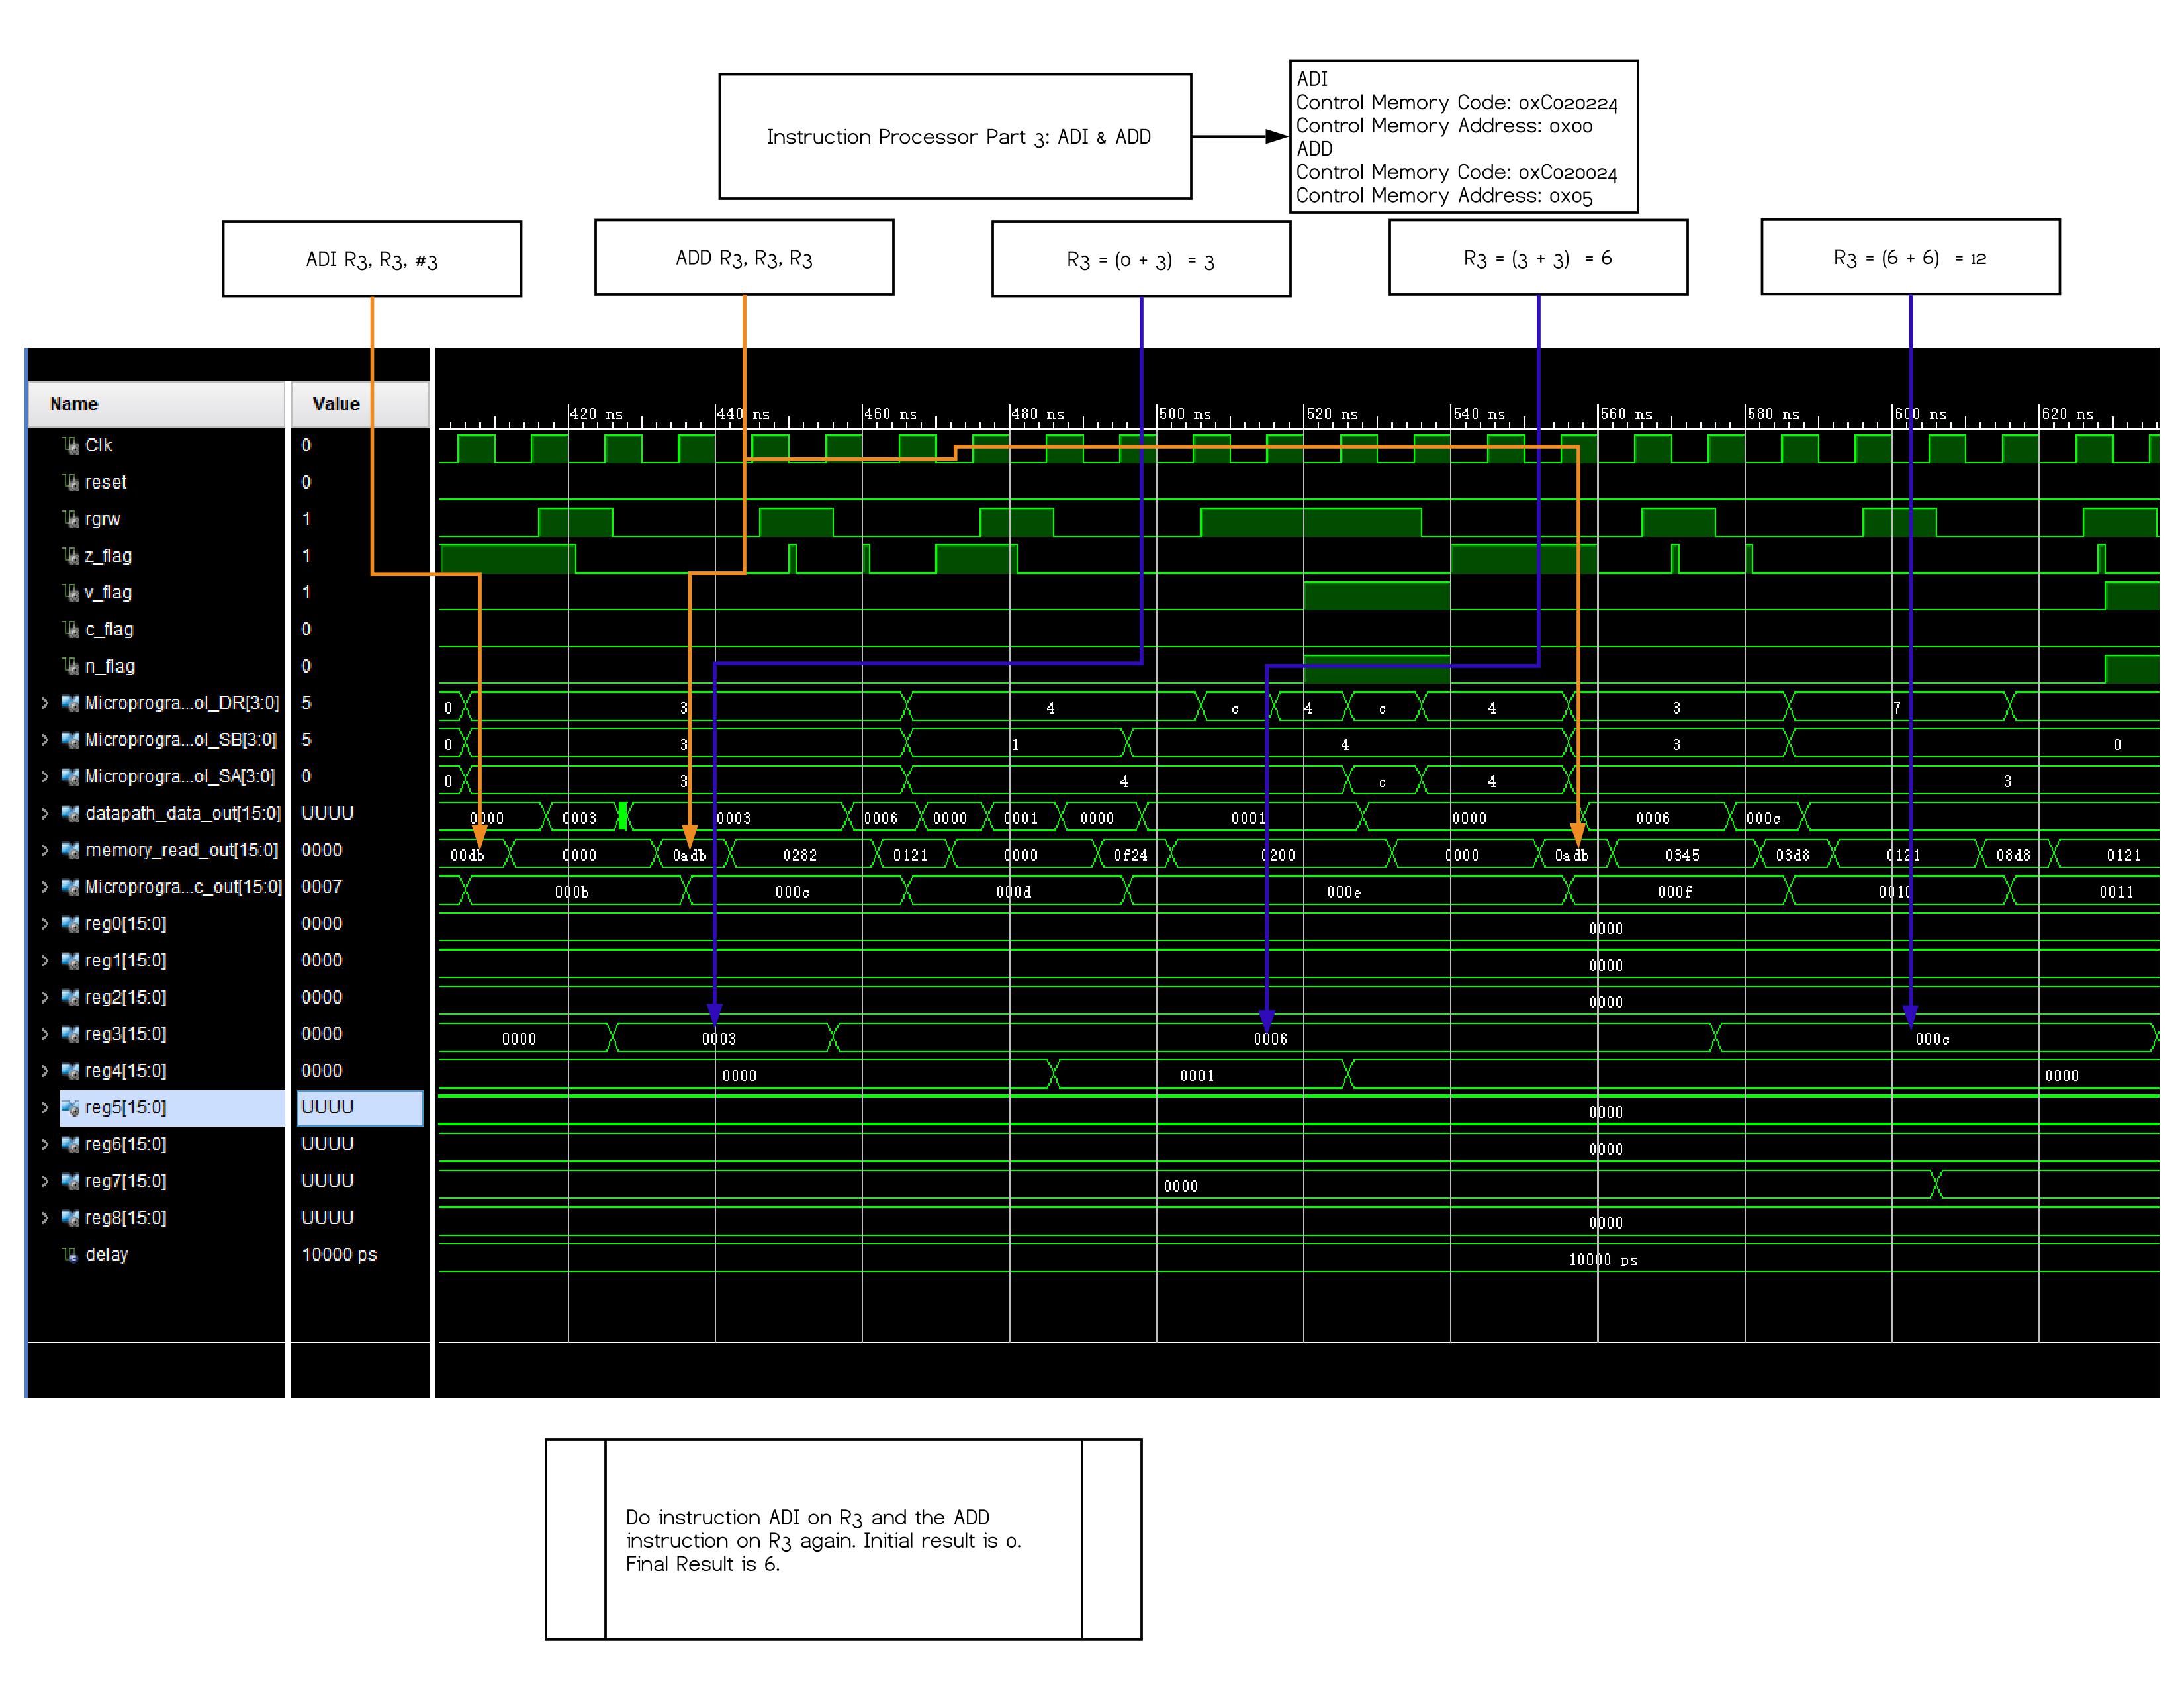 Instruction Processor Part 3: ADI & ADD
ADI
Control Memory Code: 0xC020224
Control Memory Address: 0x00
ADD
Control Memory Code: 0xC020024
Control Memory Address: 0x05
ADI R3, R3, #3
ADD R3, R3, R3
R3 = (0 + 3) = 3
R3 = (3 + 3) = 6
R3 = (6 + 6) = 12
Name Value
420 ns 440 ns 460 ns 480 ns 500 ns 520 ns 540 ns 560 ns 580 ns 600 ns 620 ns
Clk 0
reset 0
rgrw 1
z_flag 1
v_flag 1
c_flag 0
n_flag 0
Microprogra...ol_DR[3:0] 5 0 3 4 c 4 c 4 3 7
Microprogra...ol_SB[3:0] 5 0 3 1 4 3 0
Microprogra...ol_SA[3:0] 0 0 3 4 c 4 3
datapath_data_out[15:0] UUUU 0000 0003 0003 0006 0000 0001 0000 0001 0000 0006 000c
memory_read_out[15:0] 0000 00db 0000 0adb 0282 0121 0000 0f24 0200 0000 0adb 0345 03d8 0121 08d8 0121
Microprogra...c_out[15:0] 0007 000b 000c 000d 000e 000f 0010 0011
reg0[15:0] 0000 0000
reg1[15:0] 0000 0000
reg2[15:0] 0000 0000
reg3[15:0] 0000 0000 0003 0006 000c
reg4[15:0] 0000 0000 0001 0000
reg5[15:0] UUUU 0000
reg6[15:0] UUUU 0000
reg7[15:0] UUUU 0000
reg8[15:0] UUUU 0000
delay 10000 ps 10000 ps
Do instruction ADI on R3 and the ADD
instruction on R3 again. Initial result is 0.
Final Result is 6.